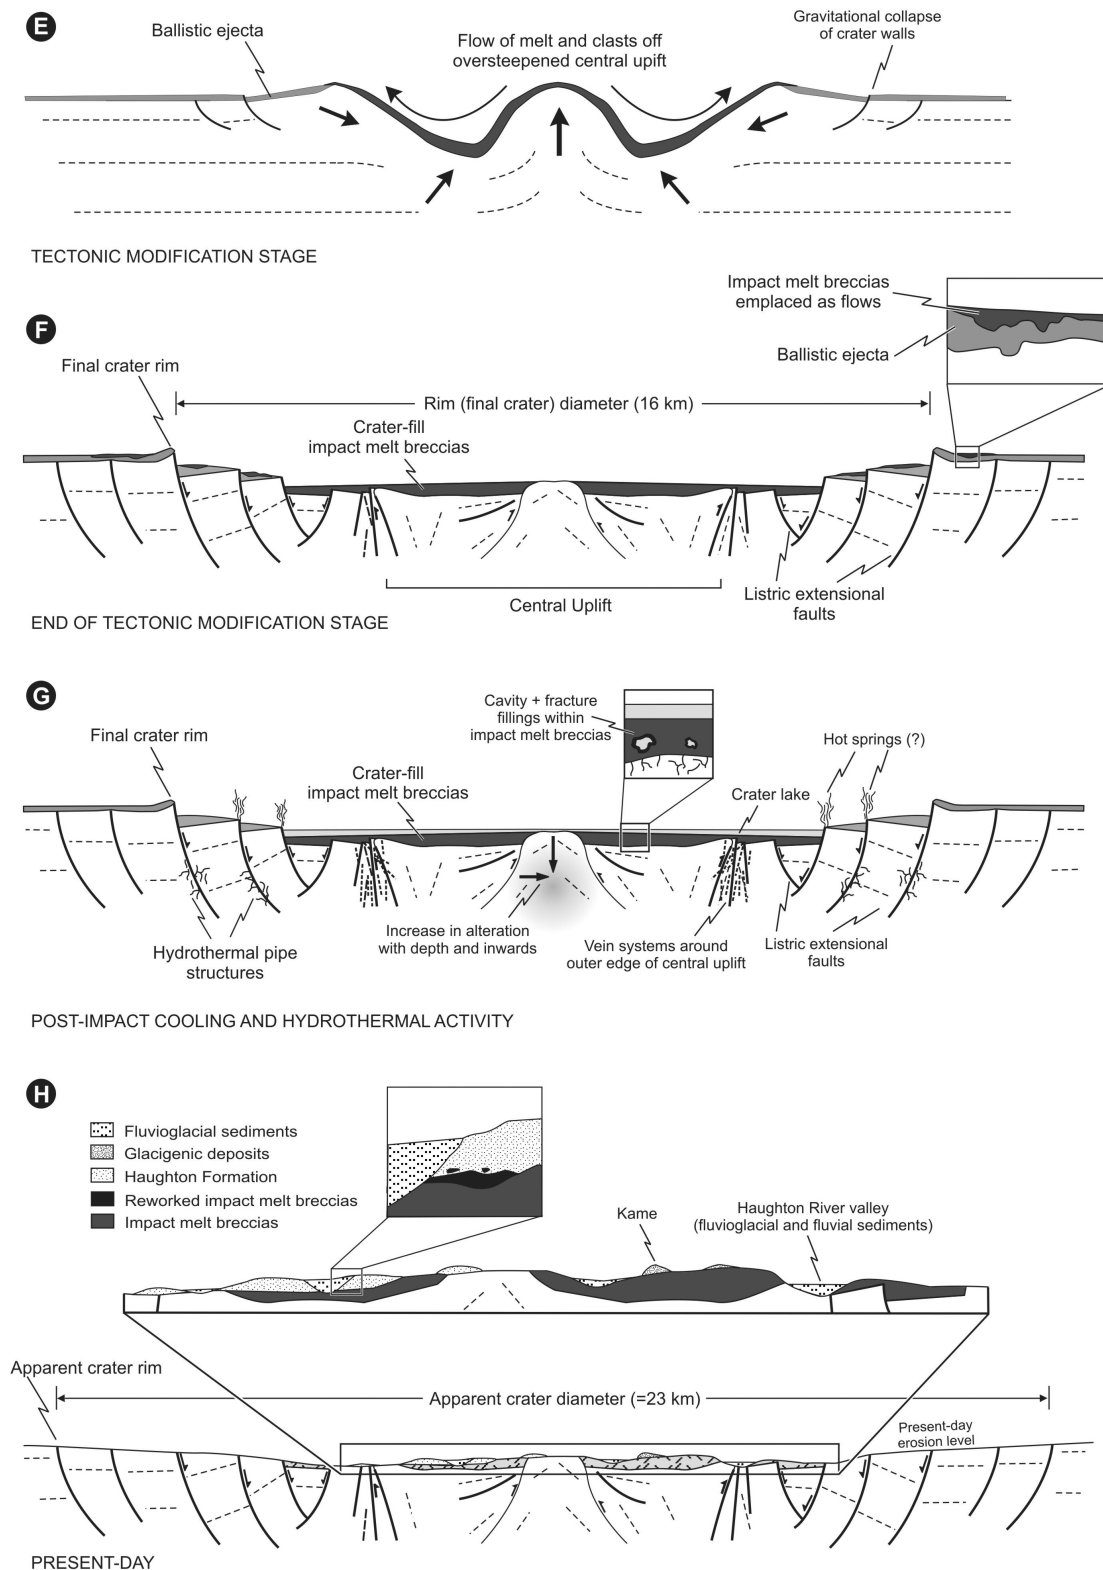 E
Ballistic ejecta
Flow of melt and clasts off
oversteepened central upift
Gravitational collapse
of crater walls
TECTONIC MODIFICATION STAGE
Impact melt breccias
emplaced as flows
Ballistic ejecta
F
Final crater rim
Rim (final crater) diameter (16 km)
Crater-fill
impact melt breccias
Central Uplift
Listric extensional
faults
END OF TECTONIC MODIFICATION STAGE
G
Final crater rim
Cavity + fracture
fillings within
impact melt breccias
Hot springs (?)
Crater-fill
impact melt breccias
Crater lake
Hydrothermal pipe
structures
Increase in alteration
with depth and inwards
Vein systems around
outer edge of central uplift
Listric extensional
faults
POST-IMPACT COOLING AND HYDROTHERMAL ACTIVITY
H
Fluvioglacial sediments
Glacigenic deposits
Haughton Formation
Reworked impact melt breccias
Impact melt breccias
Kame
Haughton River valley
(fluvioglacial and fluvial sediments)
Apparent crater rim
Apparent crater diameter (=23 km)
Present-day
erosion level
PRESENT-DAY